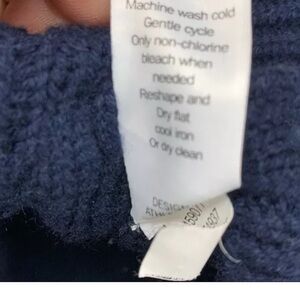 Machine wash cold
Gentle cycle
Only non-chlorine
bleach when
needed
Reshape and
Dry flat
cool iron
Or dry clean
DESIG